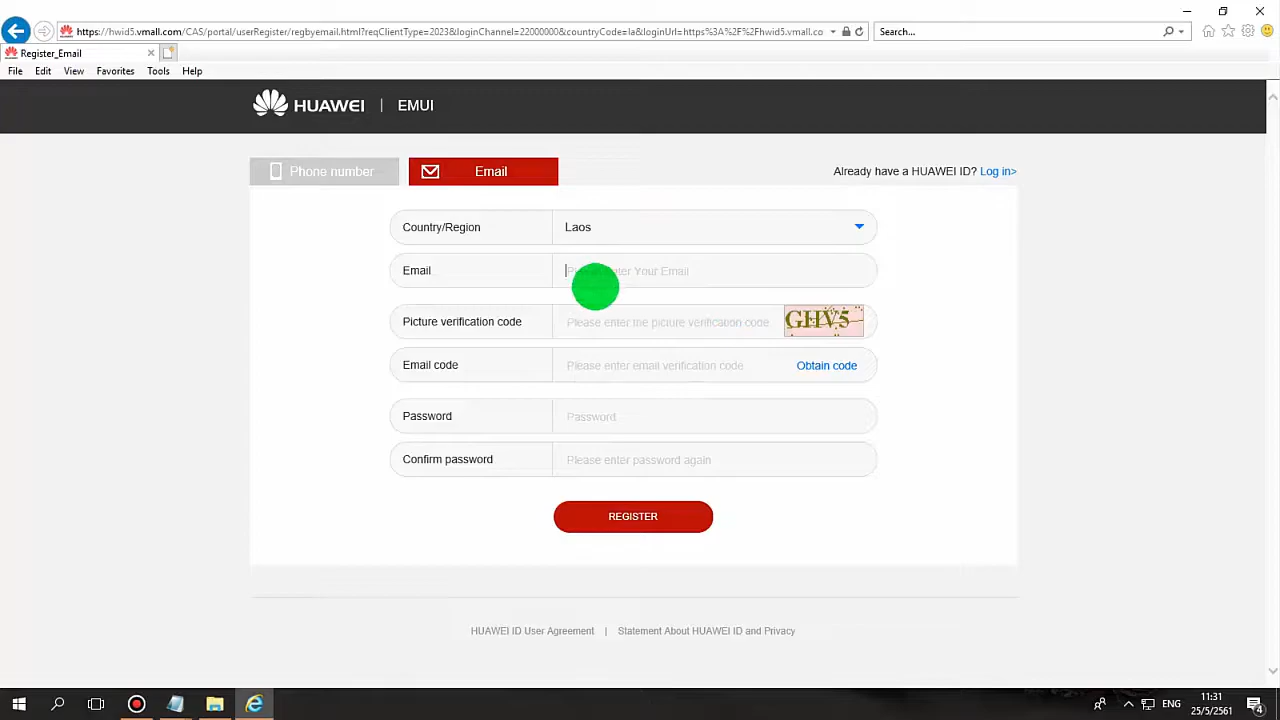 https://hwid5.vmall.com/CAS/portal/userRegister/regbyemail.html?reqClientType=2023&loginChannel=22000000&countryCode=la&loginUrl=https%3A%2F%2Fhwid5.vmall.co
Search...
Register_Email
File Edit View Favorites Tools Help
HUAWEI | EMUI
Phone number
Email
Already have a HUAWEI ID? Log in>
Country/Region Laos
Email Enter Your Email
Picture verification code Please enter the picture verification code GHV5
Email code Please enter email verification code Obtain code
Password Password
Confirm password Please enter password again
REGISTER
HUAWEI ID User Agreement | Statement About HUAWEI ID and Privacy
ENG
11:31
25/5/2561
4